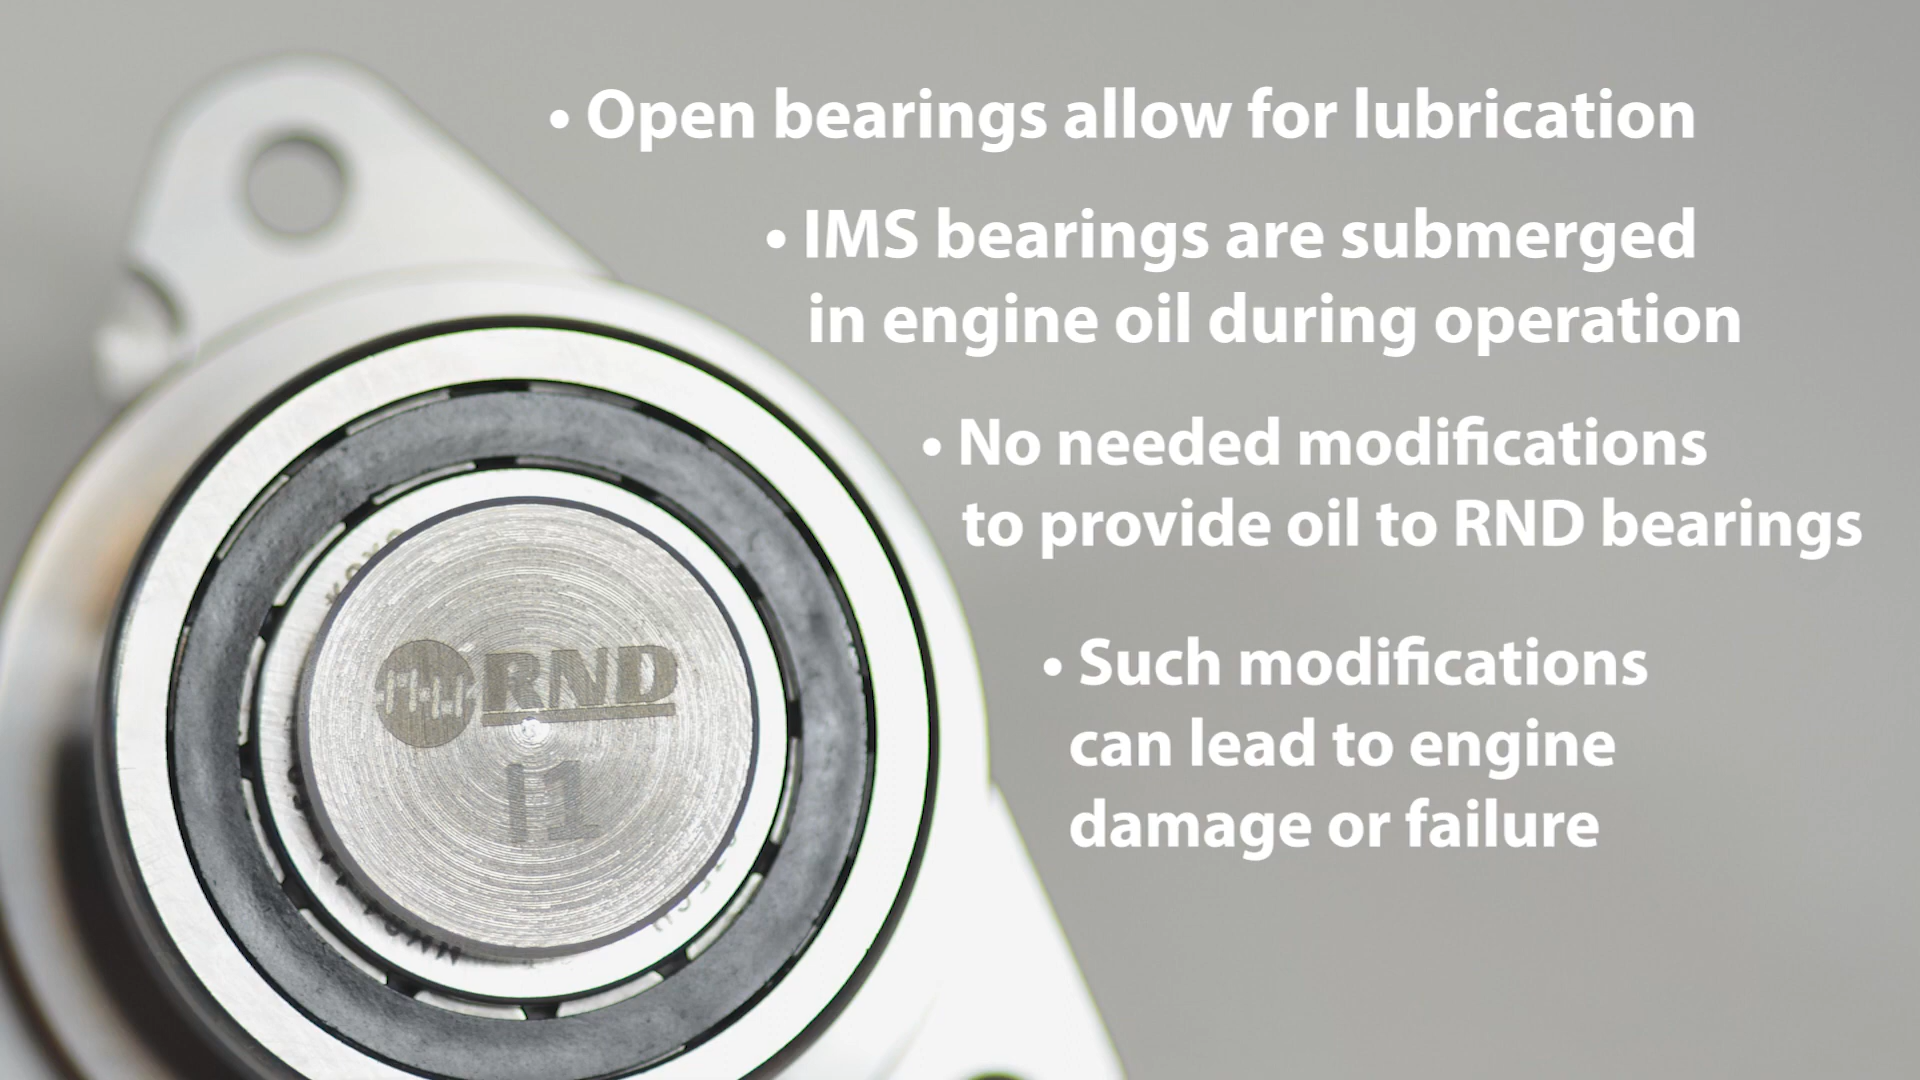 • Open bearings allow for lubrication
• IMS bearings are submerged
in engine oil during operation
• No needed modifications
to provide oil to RND bearings
• Such modifications
can lead to engine
damage or failure
KOYO
RND
I1